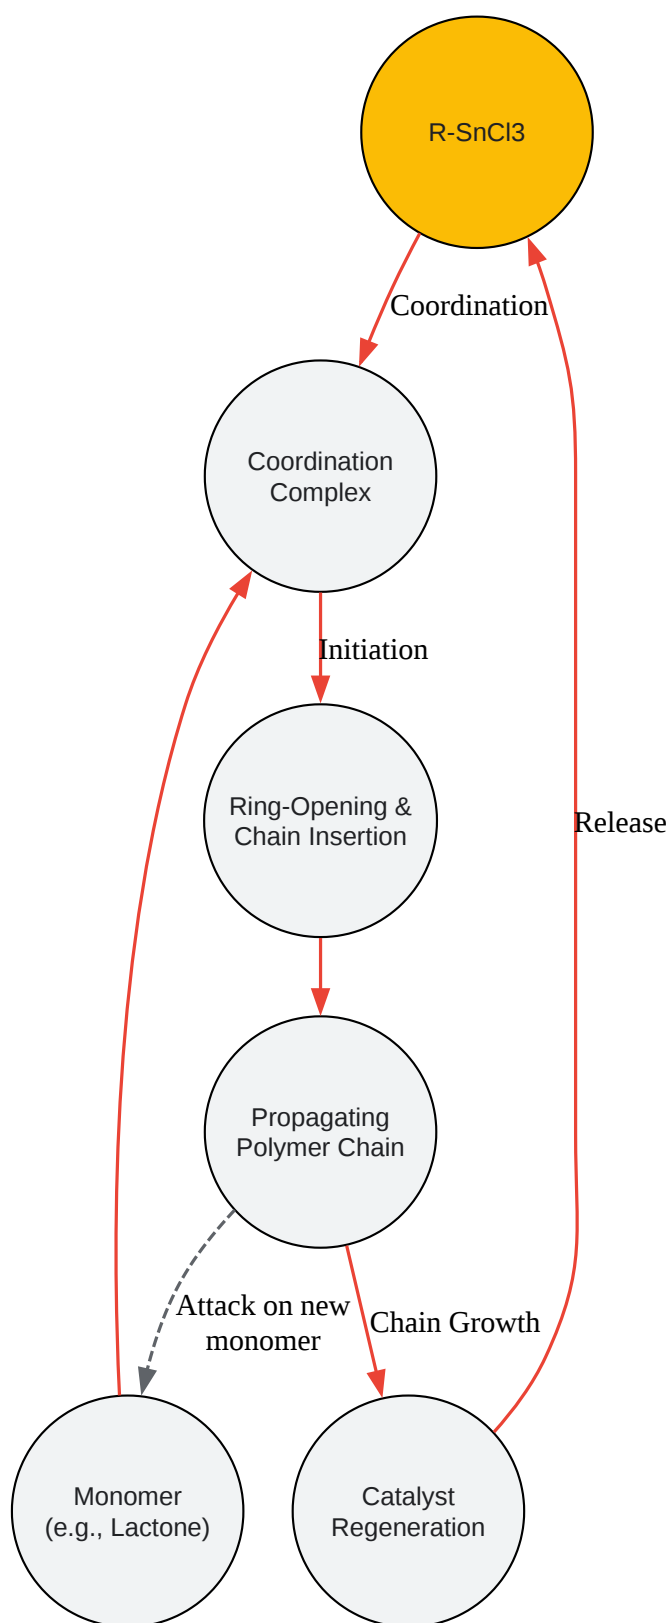 R-SnCl3
Coordination
Coordination
Complex
Initiation
Ring-Opening &
Chain Insertion
Release
Propagating
Polymer Chain
Attack on new
monomer
Chain Growth
Monomer
(e.g., Lactone)
Catalyst
Regeneration